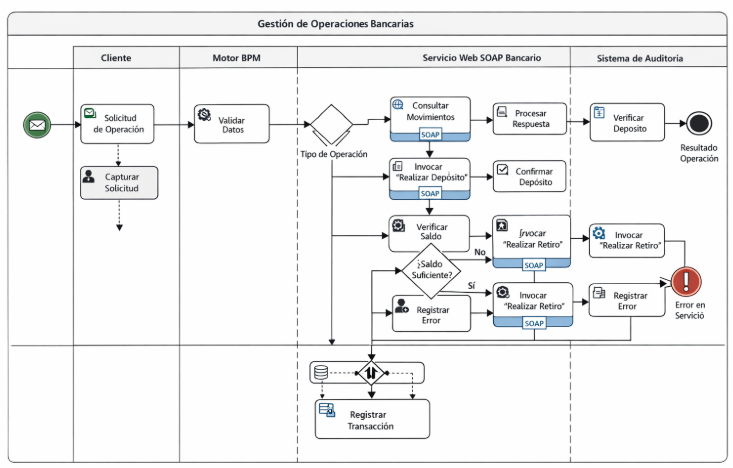 Gestión de Operaciones Bancarias
Cliente
Motor BPM
Servicio Web SOAP Bancario
Sistema de Auditoria
Solicitud
de Operación
Validar
Datos
Tipo de Operación
Consultar
Movimientos
SOAP
Procesar
Respuesta
Verificar
Deposito
Resultado
Operación
Capturar
Solicitud
Invocar
"Realizar Depósito"
SOAP
Confirmar
Depósito
Verificar
Saldo
Invocar
"Realizar Retiro"
SOAP
Invocar
"Realizar Retiro"
¿Saldo
Suficiente?
No
Sí
Registrar
Error
Invocar
"Realizar Retiro"
SOAP
Registrar
Error
Error en
Servició
Registrar
Transacción